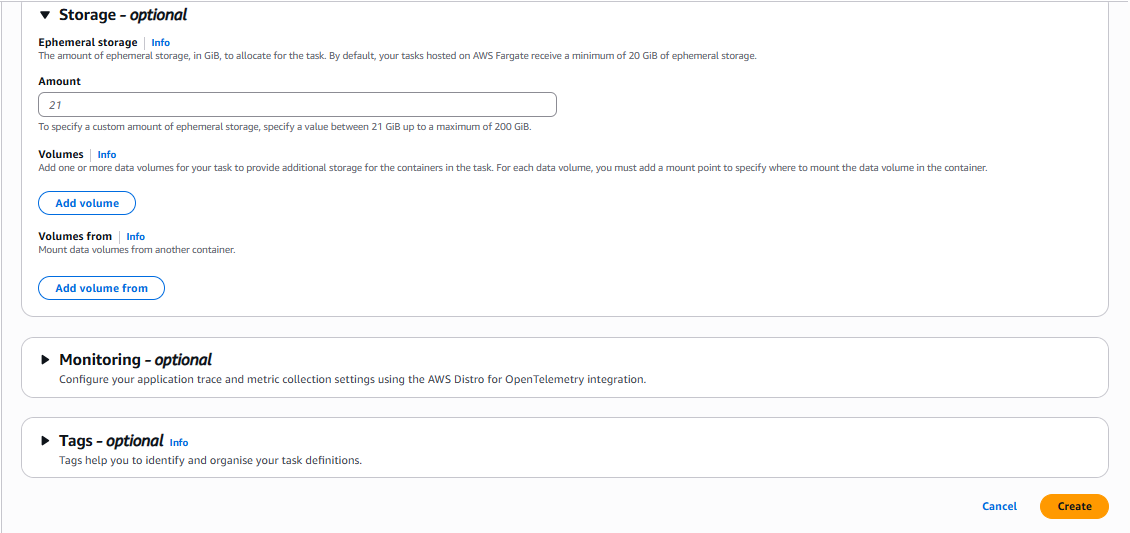 Storage - optional
Ephemeral storage | Info
The amount of ephemeral storage, in GiB, to allocate for the task. By default, your tasks hosted on AWS Fargate receive a minimum of 20 GiB of ephemeral storage.
Amount
21
To specify a custom amount of ephemeral storage, specify a value between 21 GiB up to a maximum of 200 GiB.
Volumes | Info
Add one or more data volumes for your task to provide additional storage for the containers in the task. For each data volume, you must add a mount point to specify where to mount the data volume in the container.
Add volume
Volumes from | Info
Mount data volumes from another container.
Add volume from
Monitoring - optional
Configure your application trace and metric collection settings using the AWS Distro for OpenTelemetry integration.
Tags - optional Info
Tags help you to identify and organise your task definitions.
Cancel Create